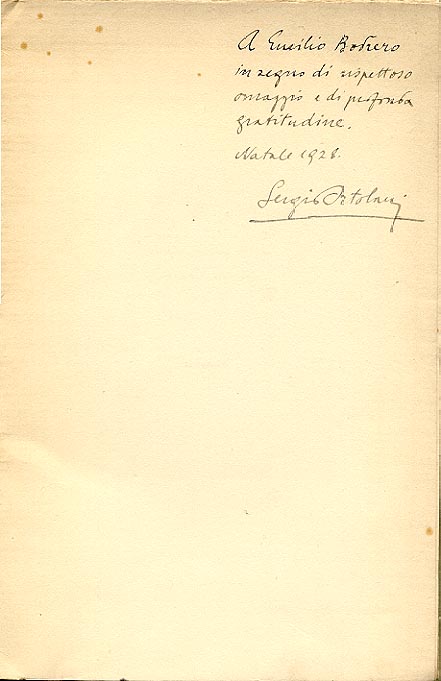 A Emilio Bodrero
in segno di rispettoso
omaggio e di profonda
gratitudine.
Natale 1928.
Sergio Ortolani